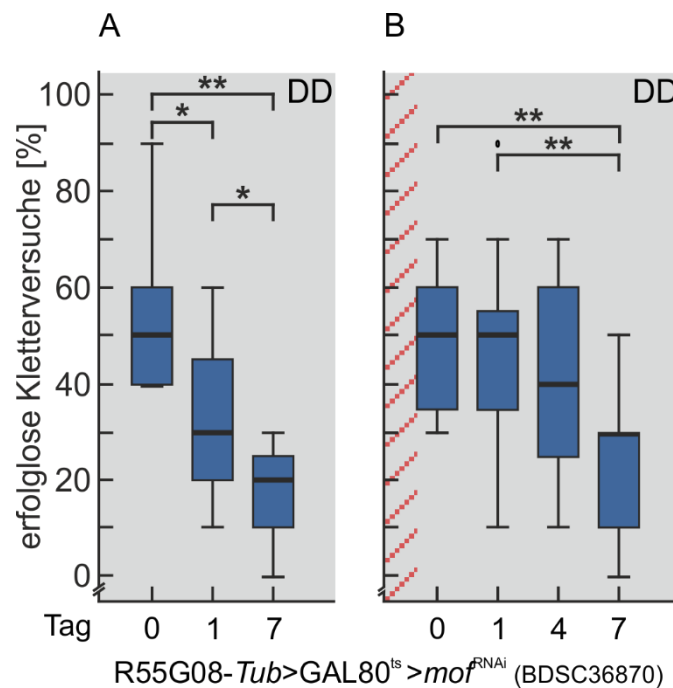 A
B
erfolglose Kletterversuche [%]
100
80
60
40
20
0
DD
**
*
*
DD
**
**
Tag
0 1 7
0 1 4 7
R55G08-Tub>GAL80ts>mofRNAi (BDSC36870)